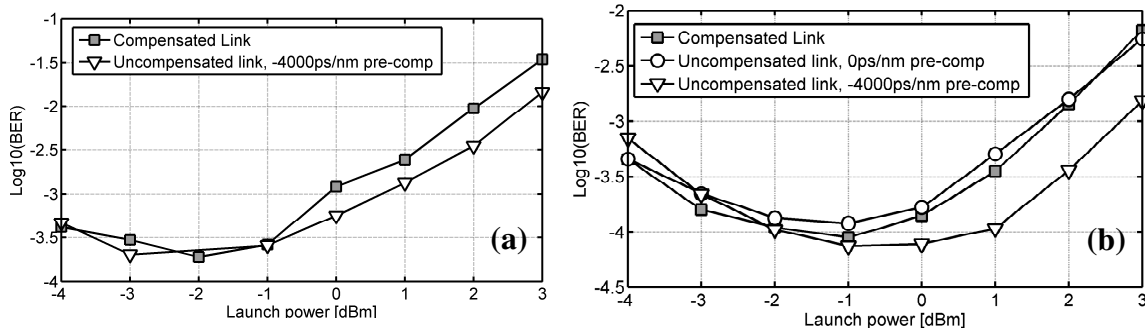 -1
-1.5
-2
-2.5
-3
-3.5
-4
Log10(BER)
Compensated Link
Uncompensated link, -4000ps/nm pre-comp
(a)
-4 -3 -2 -1 0 1 2 3
Launch power [dBm]
-2
-2.5
-3
-3.5
-4
-4.5
Log10(BER)
Compensated Link
Uncompensated link, 0ps/nm pre-comp
Uncompensated link, -4000ps/nm pre-comp
(b)
-4 -3 -2 -1 0 1 2 3
Launch power [dBm]